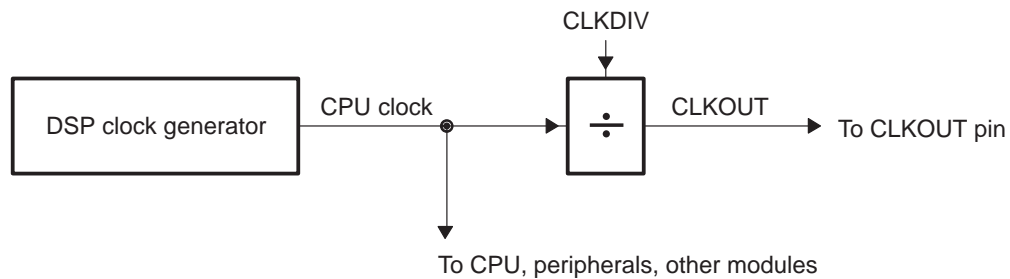 CLKDIV
DSP clock generator
CPU clock
÷
CLKOUT
To CLKOUT pin
To CPU, peripherals, other modules